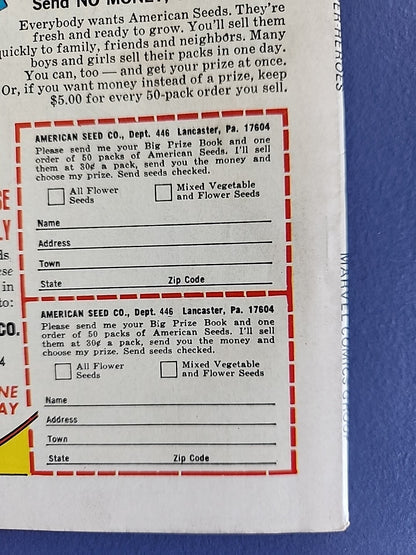 Send NO MONEY,
Everybody wants American Seeds. They're
fresh and ready to grow. You'll sell them
quickly to family, friends and neighbors. Many
boys and girls sell their packs in one day.
You can, too — and get your prize at once.
Or, if you want money instead of a prize, keep
$5.00 for every 50-pack order you sell.
AMERICAN SEED CO., Dept. 446 Lancaster, Pa. 17604
Please send me your Big Prize Book and one
order of 50 packs of American Seeds. I'll sell
them at 30¢ a pack, send you the money and
choose my prize. Send seeds checked.
All Flower
Seeds
Mixed Vegetable
and Flower Seeds
Name
Address
Town
State Zip Code
AMERICAN SEED CO., Dept. 446 Lancaster, Pa. 17604
Please send me your Big Prize Book and one
order of 50 packs of American Seeds. I'll sell
them at 30¢ a pack, send you the money and
choose my prize. Send seeds checked.
All Flower
Seeds
Mixed Vegetable
and Flower Seeds
Name
Address
Town
State Zip Code
in
to:
CO.
4
NE
AY
MARVEL COMICS GROUP